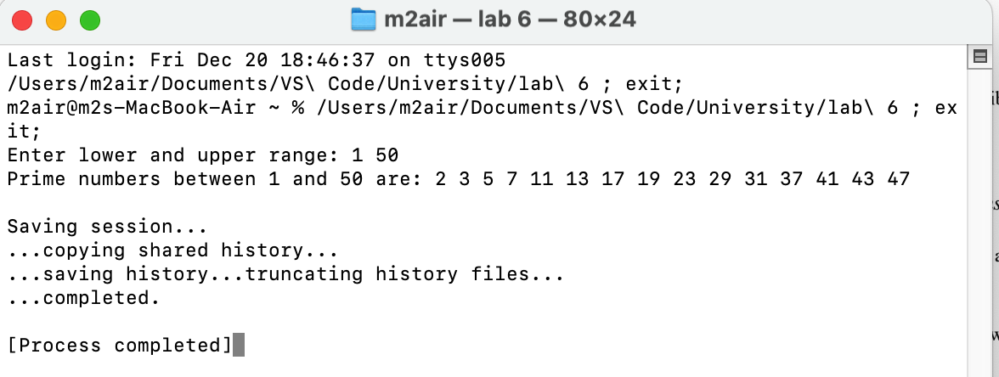 m2air — lab 6 — 80×24
Last login: Fri Dec 20 18:46:37 on ttys005
/Users/m2air/Documents/VS\ Code/University/lab\ 6 ; exit;
m2air@m2s-MacBook-Air ~ % /Users/m2air/Documents/VS\ Code/University/lab\ 6 ; ex
it;
Enter lower and upper range: 1 50
Prime numbers between 1 and 50 are: 2 3 5 7 11 13 17 19 23 29 31 37 41 43 47
Saving session...
...copying shared history...
...saving history...truncating history files...
...completed.
[Process completed]